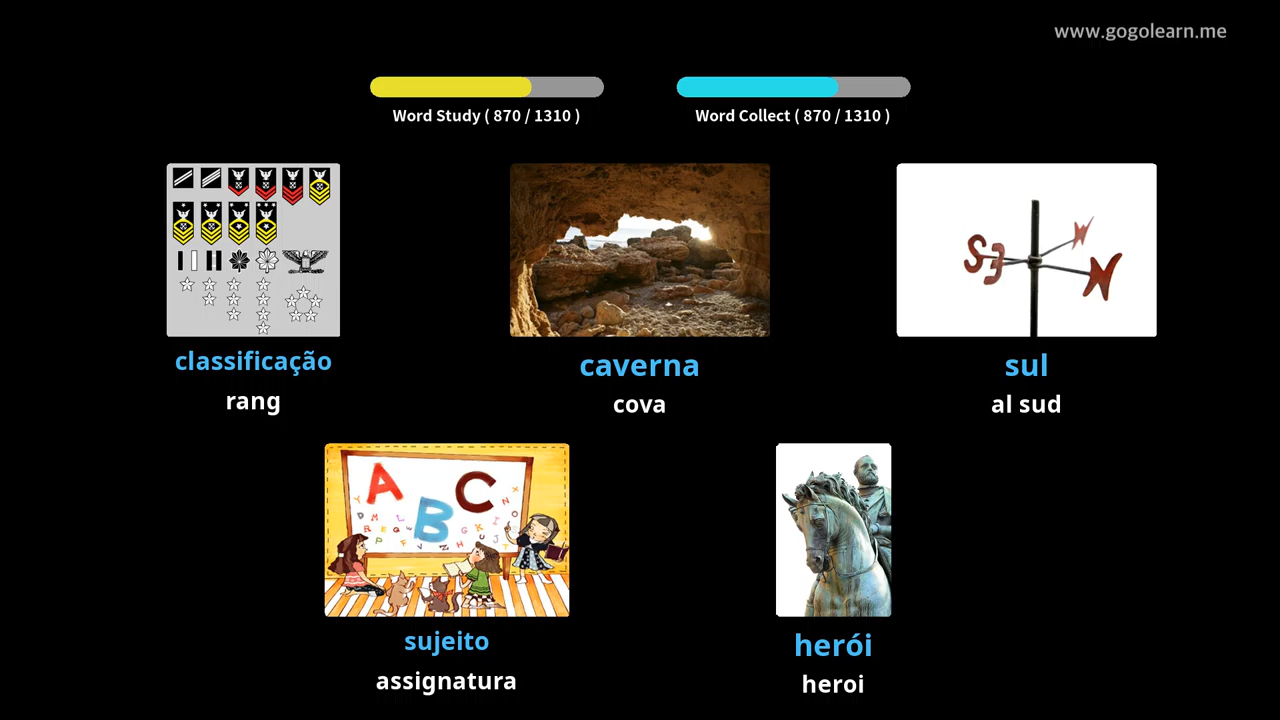 www.gogolearn.me
Word Study ( 870 / 1310 )
Word Collect ( 870 / 1310 )
S E N N
classificação
caverna
sul
rang
cova
al sud
A B C
sujeito
herói
assignatura
heroi